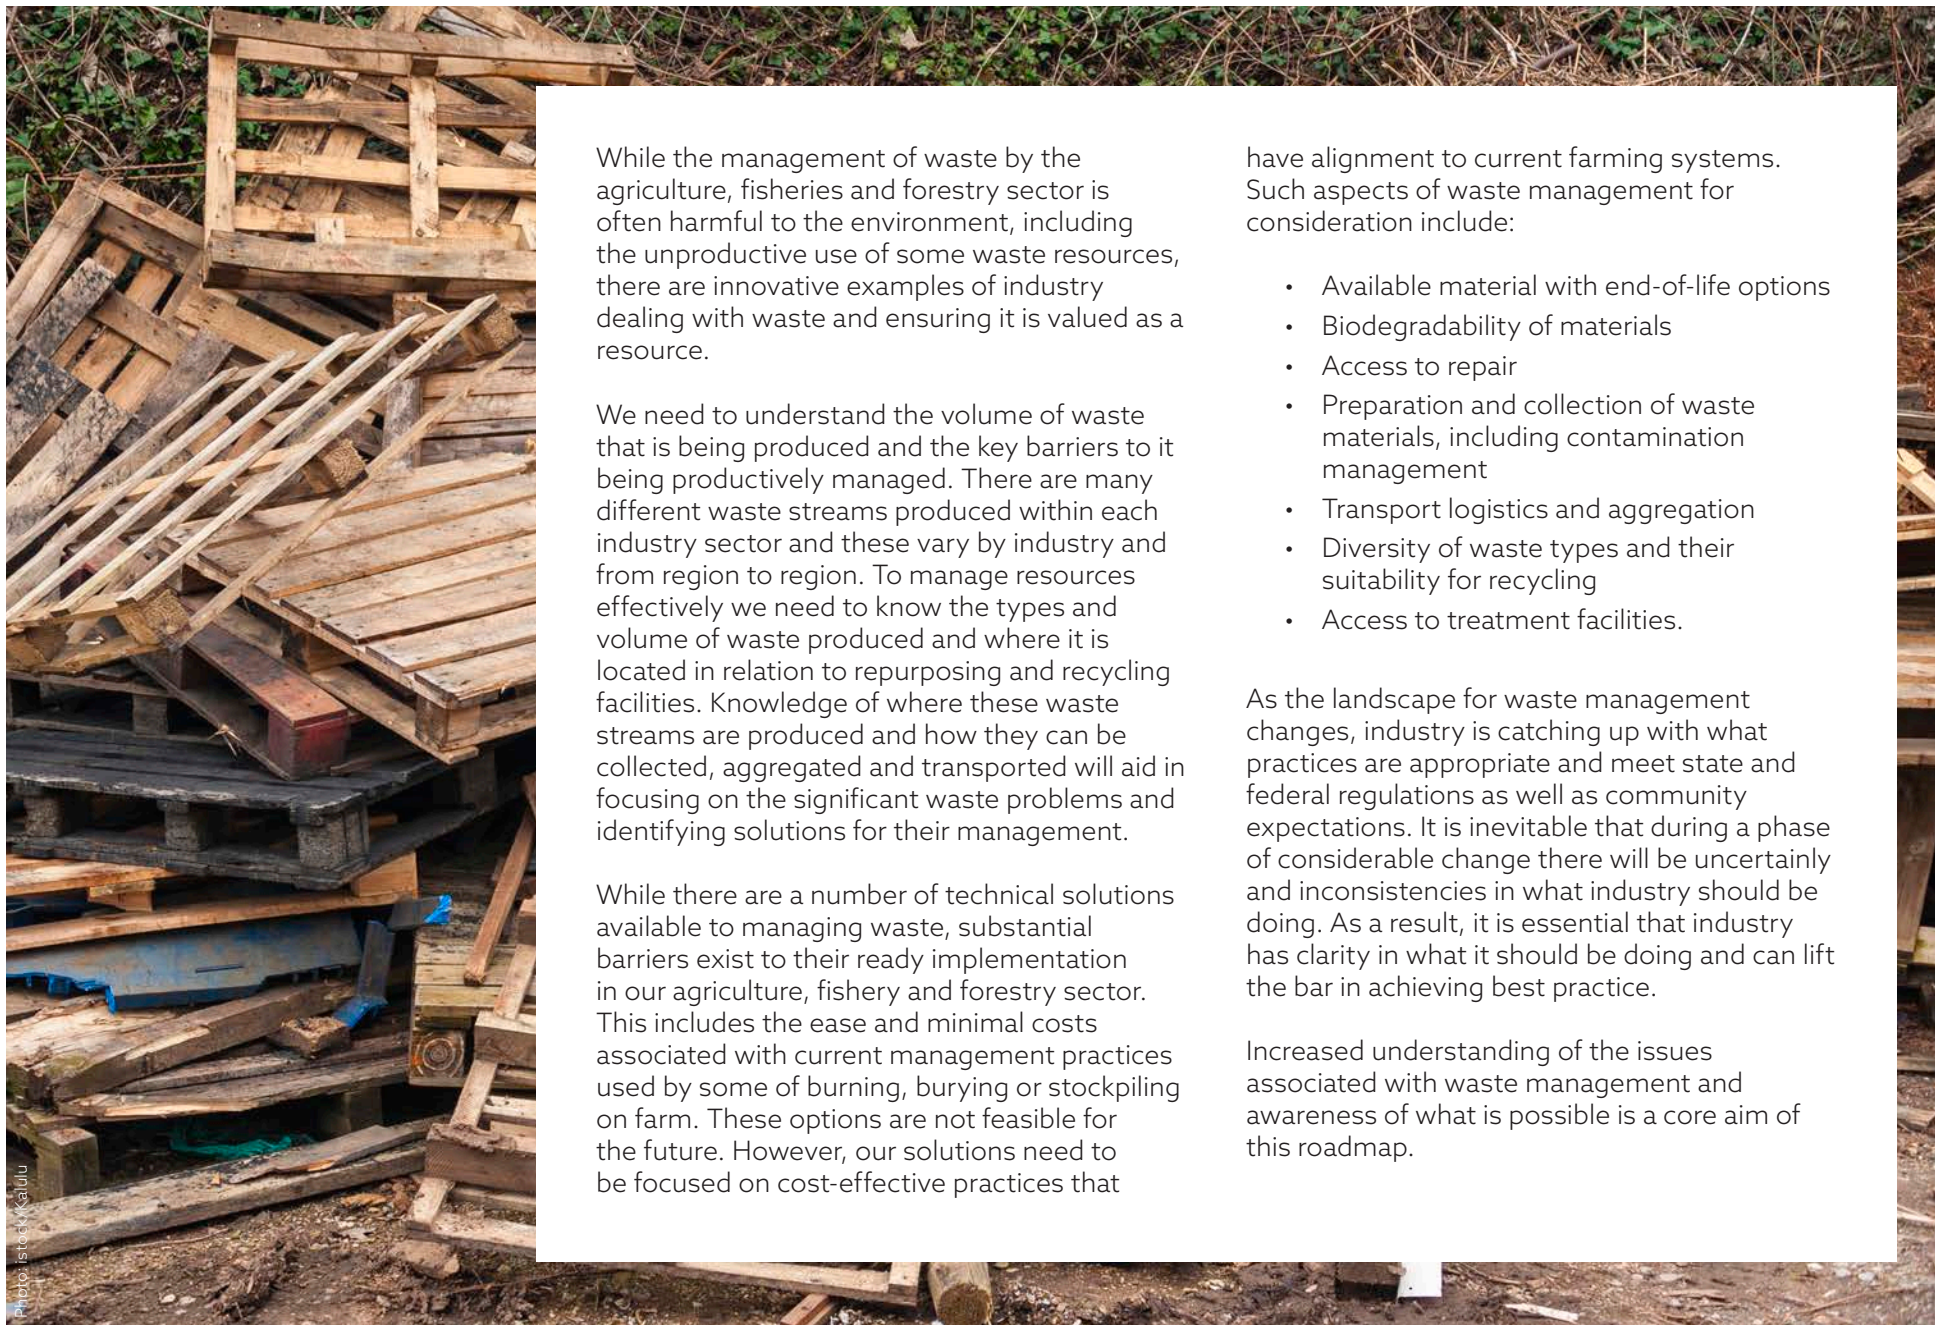 While the management of waste by the
agriculture, fisheries and forestry sector is
often harmful to the environment, including
the unproductive use of some waste resources,
there are innovative examples of industry
dealing with waste and ensuring it is valued as a
resource.
We need to understand the volume of waste
that is being produced and the key barriers to it
being productively managed. There are many
different waste streams produced within each
industry sector and these vary by industry and
from region to region. To manage resources
effectively we need to know the types and
volume of waste produced and where it is
located in relation to repurposing and recycling
facilities. Knowledge of where these waste
streams are produced and how they can be
collected, aggregated and transported will aid in
focusing on the significant waste problems and
identifying solutions for their management.
While there are a number of technical solutions
available to managing waste, substantial
barriers exist to their ready implementation
in our agriculture, fishery and forestry sector.
This includes the ease and minimal costs
associated with current management practices
used by some of burning, burying or stockpiling
on farm. These options are not feasible for
the future. However, our solutions need to
be focused on cost-effective practices that
have alignment to current farming systems.
Such aspects of waste management for
consideration include:
• Available material with end-of-life options
• Biodegradability of materials
• Access to repair
• Preparation and collection of waste
materials, including contamination
management
• Transport logistics and aggregation
• Diversity of waste types and their
suitability for recycling
• Access to treatment facilities.
As the landscape for waste management
changes, industry is catching up with what
practices are appropriate and meet state and
federal regulations as well as community
expectations. It is inevitable that during a phase
of considerable change there will be uncertainly
and inconsistencies in what industry should be
doing. As a result, it is essential that industry
has clarity in what it should be doing and can lift
the bar in achieving best practice.
Increased understanding of the issues
associated with waste management and
awareness of what is possible is a core aim of
this roadmap.
Photo: istock/Kalulu